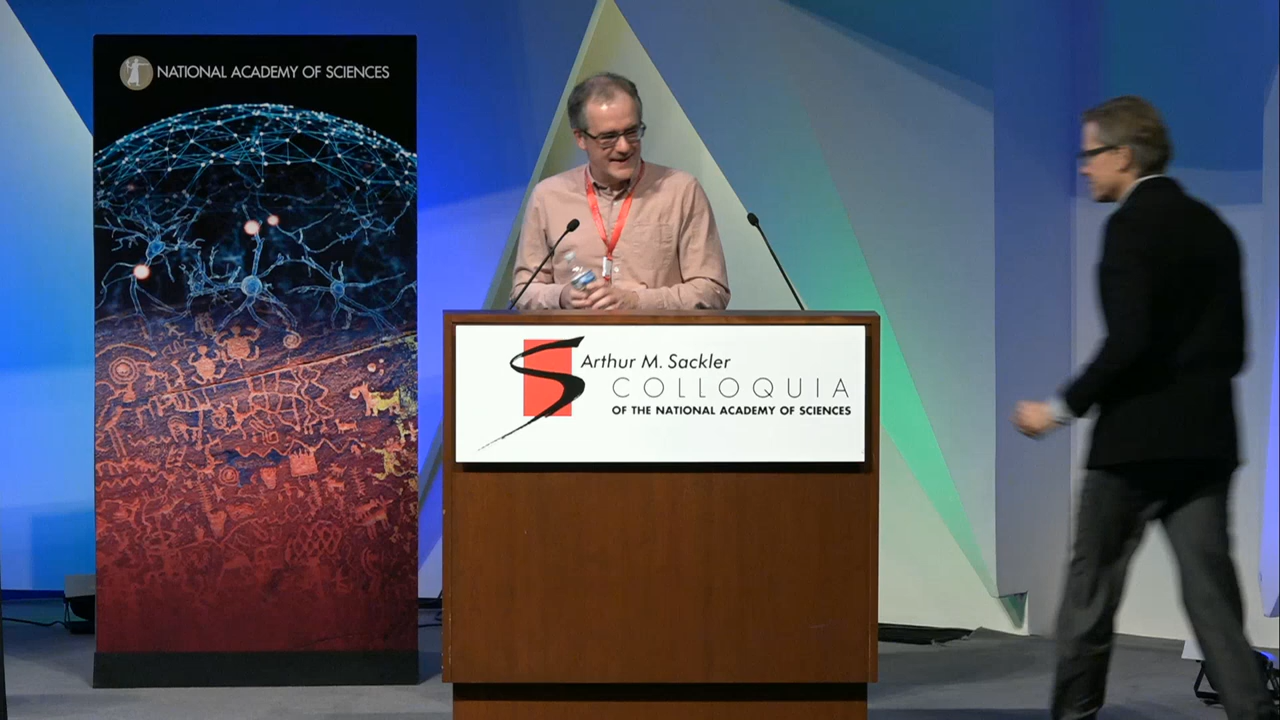 NATIONAL ACADEMY OF SCIENCES
Arthur M. Sackler
COLLOQUIA
OF THE NATIONAL ACADEMY OF SCIENCES